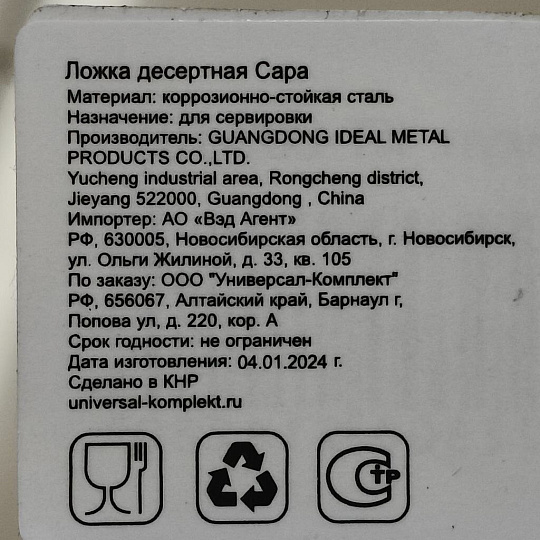 Ложка десертная Сара
Материал: коррозионно-стойкая сталь
Назначение: для сервировки
Производитель: GUANGDONG IDEAL METAL
PRODUCTS CO.,LTD.
Yucheng industrial area, Rongcheng district,
Jieyang 522000, Guangdong , China
Импортер: АО «Вэд Агент»
РФ, 630005, Новосибирская область, г. Новосибирск,
ул. Ольги Жилиной, д. 33, кв. 105
По заказу: ООО "Универсал-Комплект"
РФ, 656067, Алтайский край, Барнаул г,
Попова ул, д. 220, кор. А
Срок годности: не ограничен
Дата изготовления: 04.01.2024 г.
Сделано в КНР
universal-komplekt.ru